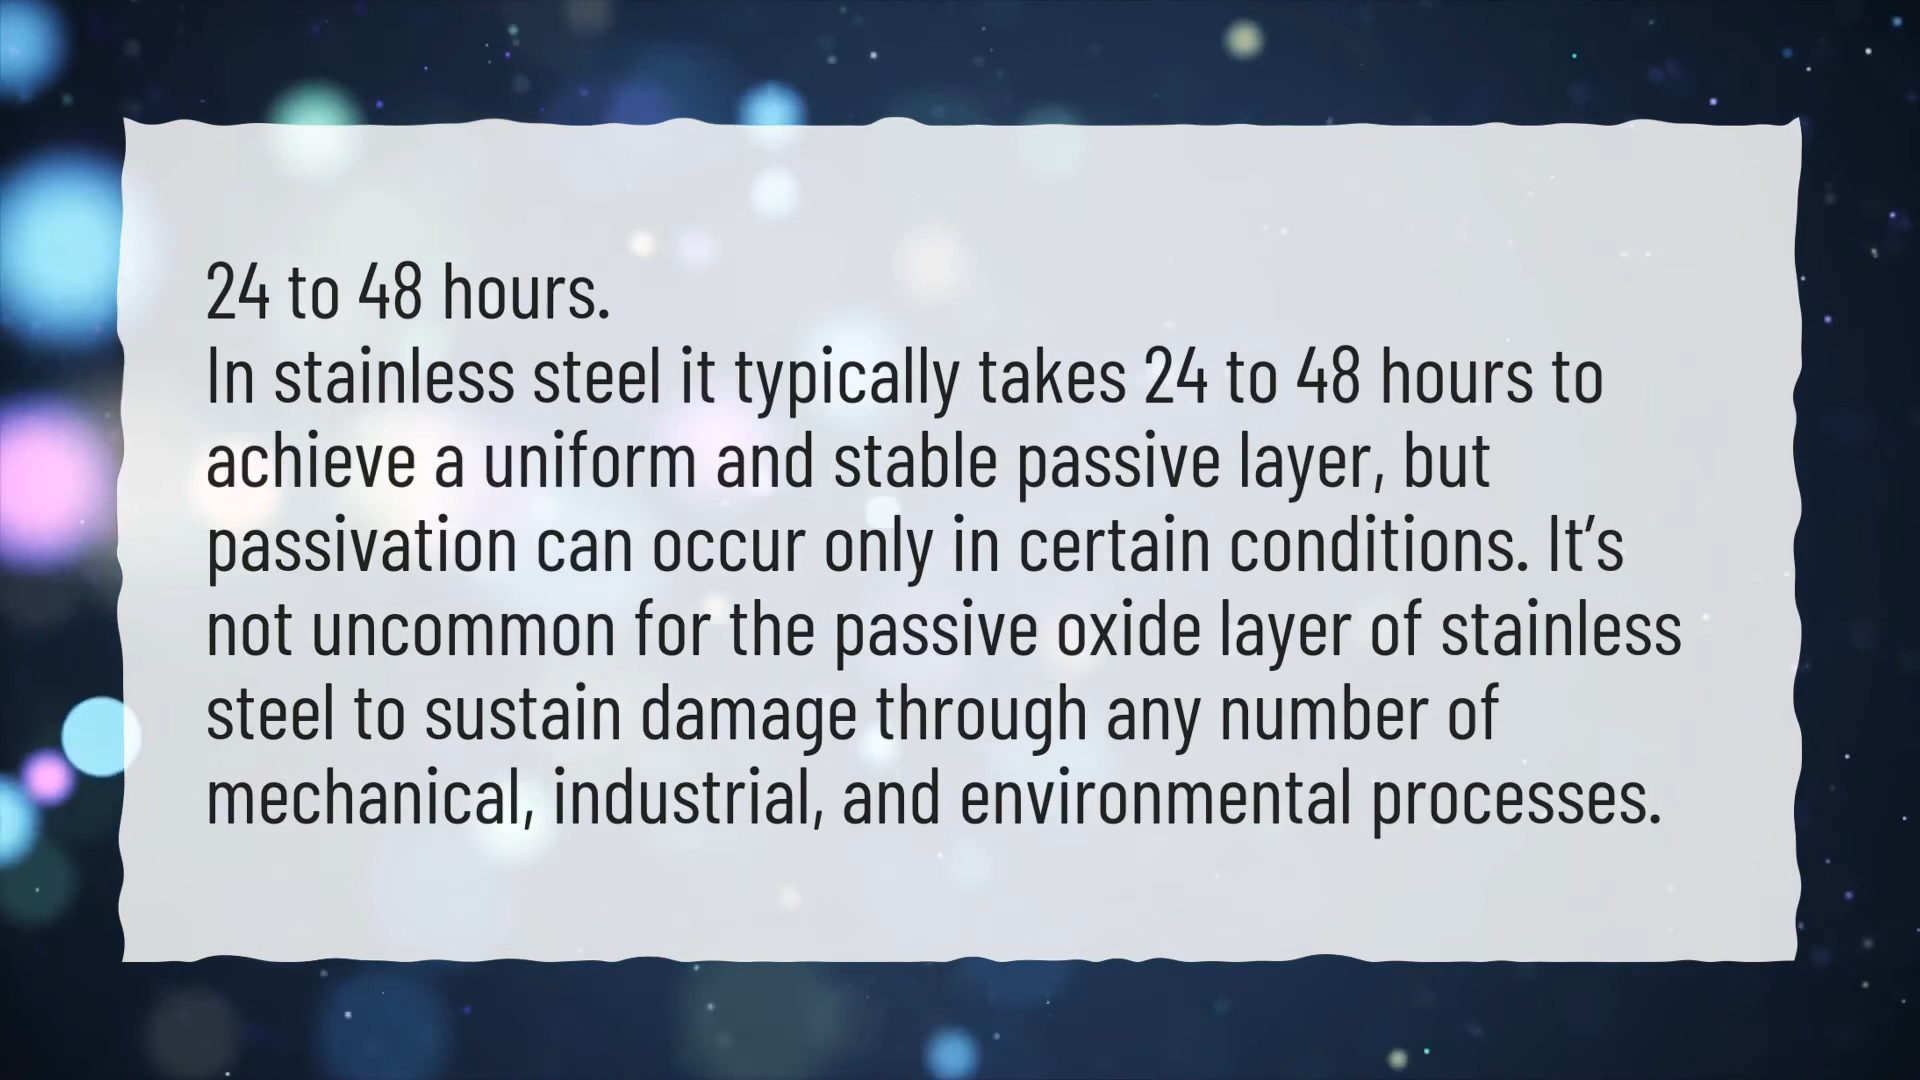 24 to 48 hours.
In stainless steel it typically takes 24 to 48 hours to
achieve a uniform and stable passive layer, but
passivation can occur only in certain conditions. It’s
not uncommon for the passive oxide layer of stainless
steel to sustain damage through any number of
mechanical, industrial, and environmental processes.